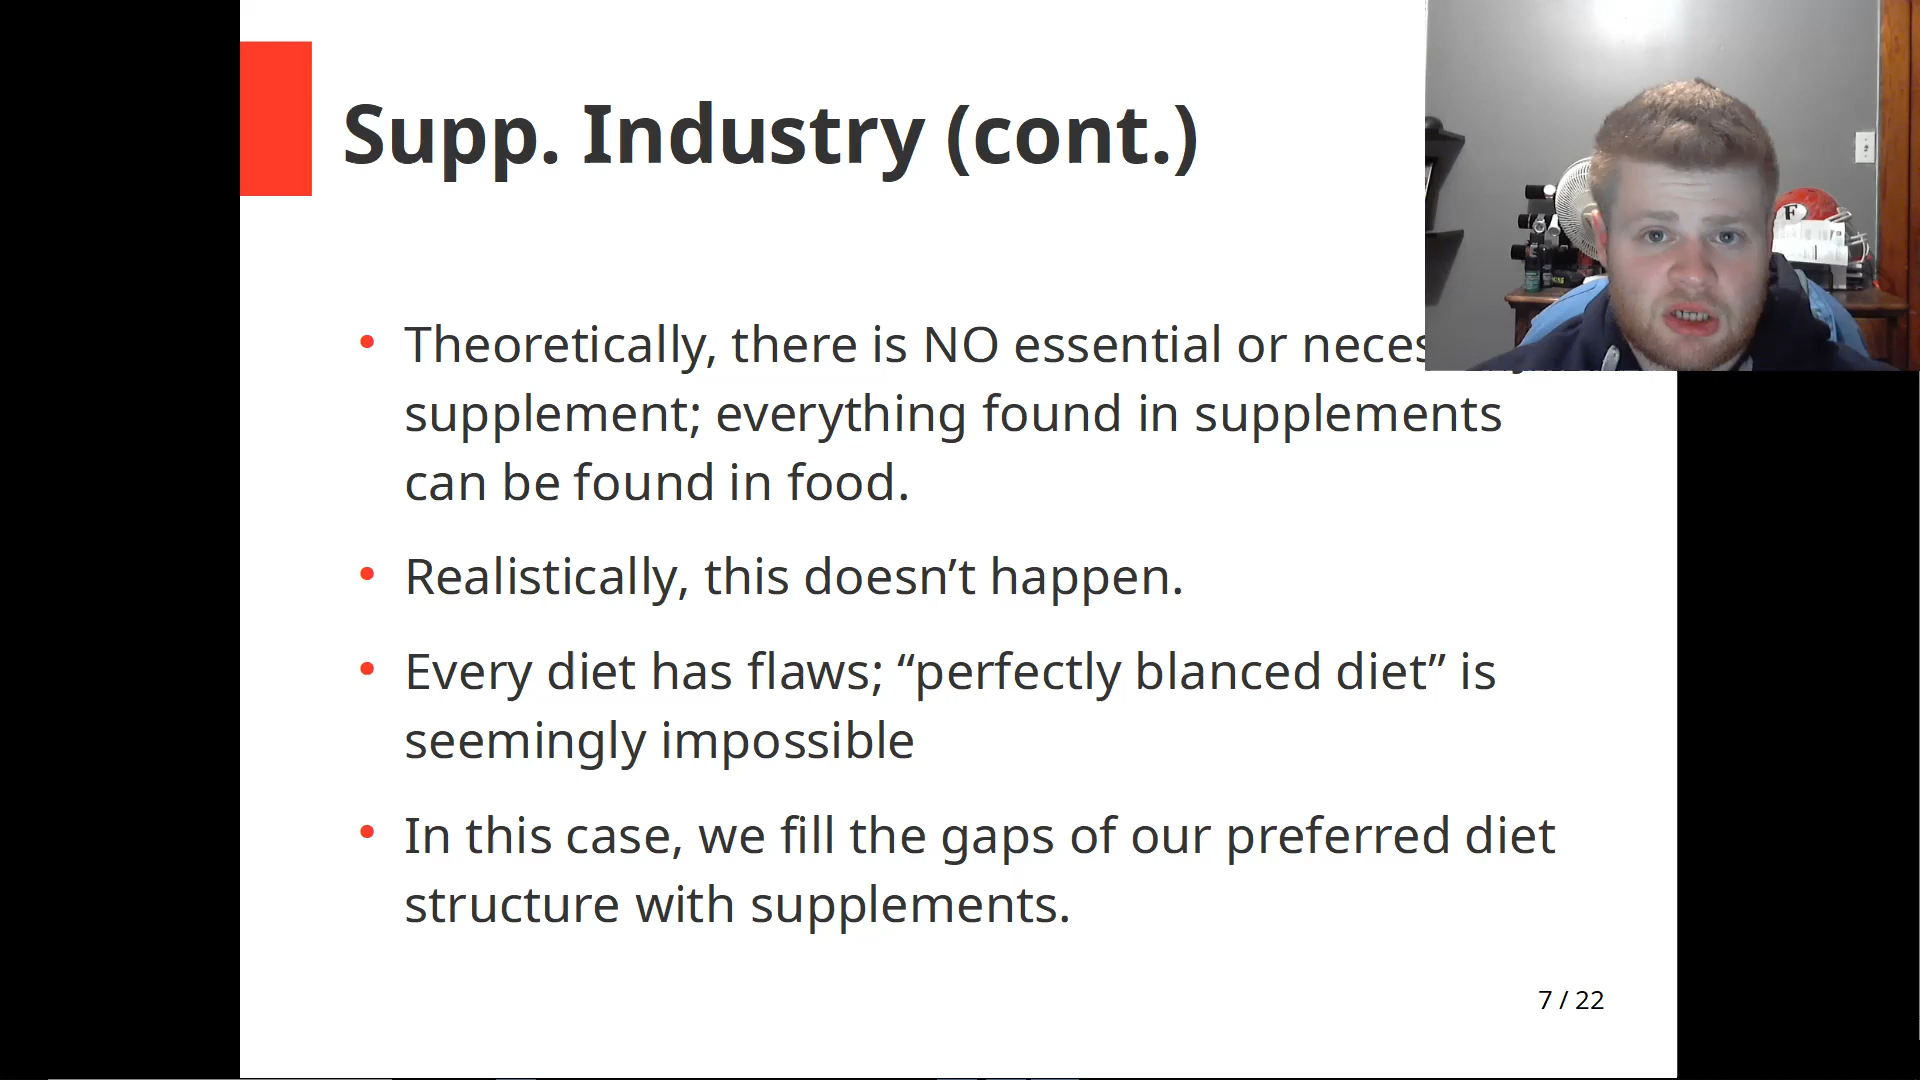 Supp. Industry (cont.)
Theoretically, there is NO essential or neces
supplement; everything found in supplements
can be found in food.
Realistically, this doesn’t happen.
Every diet has flaws; “perfectly blanced diet” is
seemingly impossible
In this case, we fill the gaps of our preferred diet
structure with supplements.
7 / 22
F